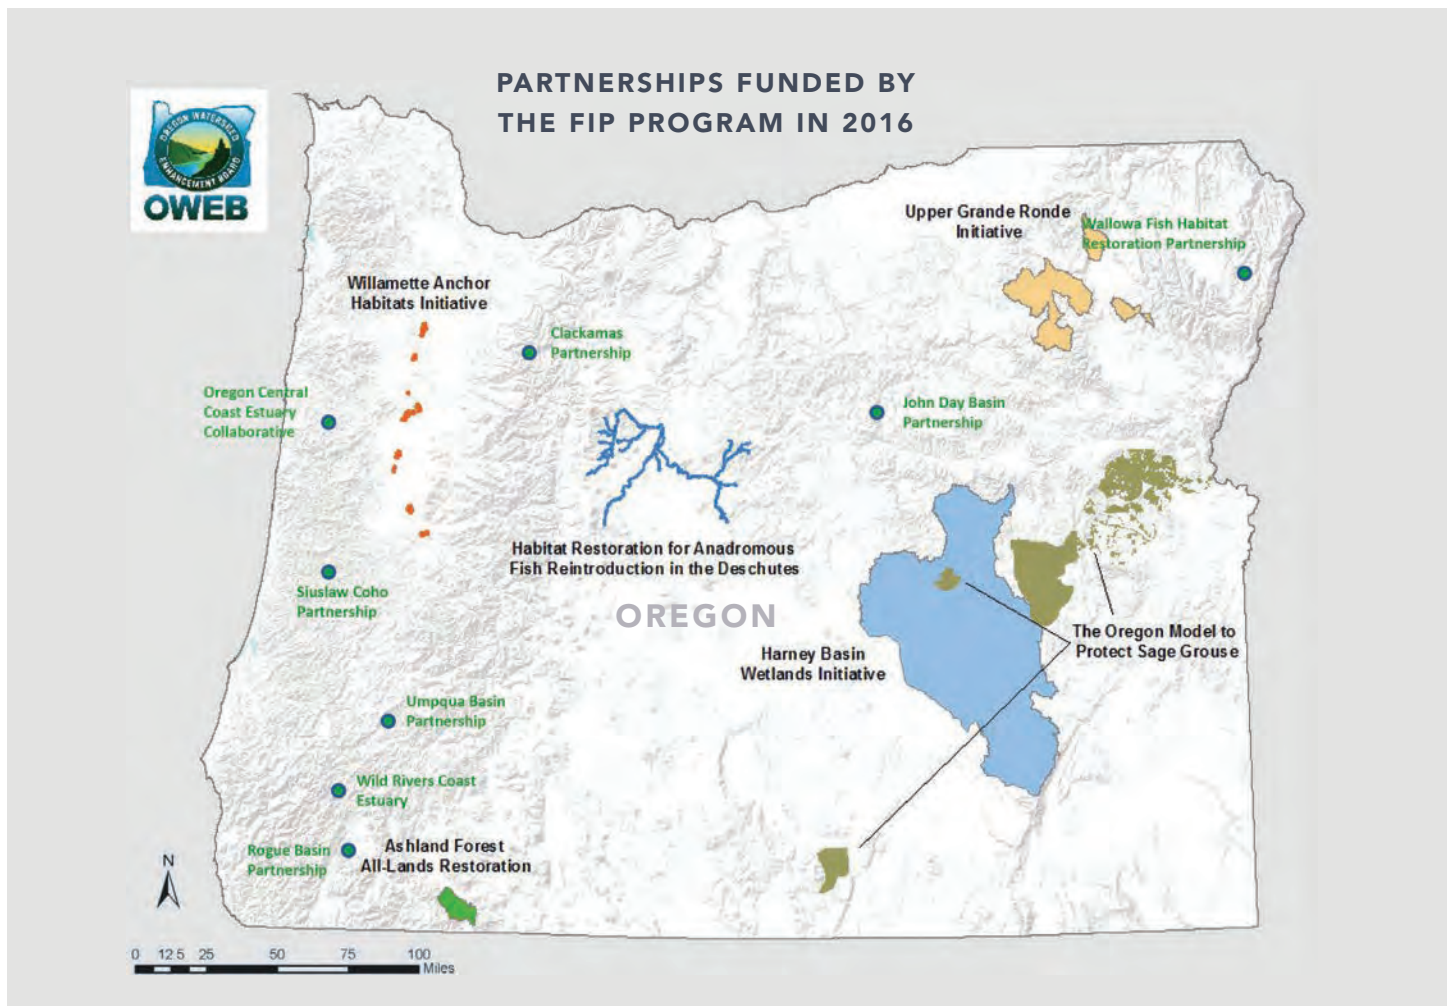 PARTNERSHIPS FUNDED BY
THE FIP PROGRAM IN 2016
OREGON WATERSHED
ENHANCEMENT BOARD
OWEB
Upper Grande Ronde
Initiative
Wallowa Fish Habitat
Restoration Partnership
Willamette Anchor
Habitats Initiative
Clackamas
Partnership
Oregon Central
Coast Estuary
Collaborative
John Day Basin
Partnership
Habitat Restoration for Anadromous
Fish Reintroduction in the Deschutes
Siuslaw Coho
Partnership
OREGON
The Oregon Model to
Protect Sage Grouse
Harney Basin
Wetlands Initiative
Umpqua Basin
Partnership
Wild Rivers Coast
Estuary
Rogue Basin
Partnership
Ashland Forest
All-Lands Restoration
N
0 12.5 25 50 75 100
Miles